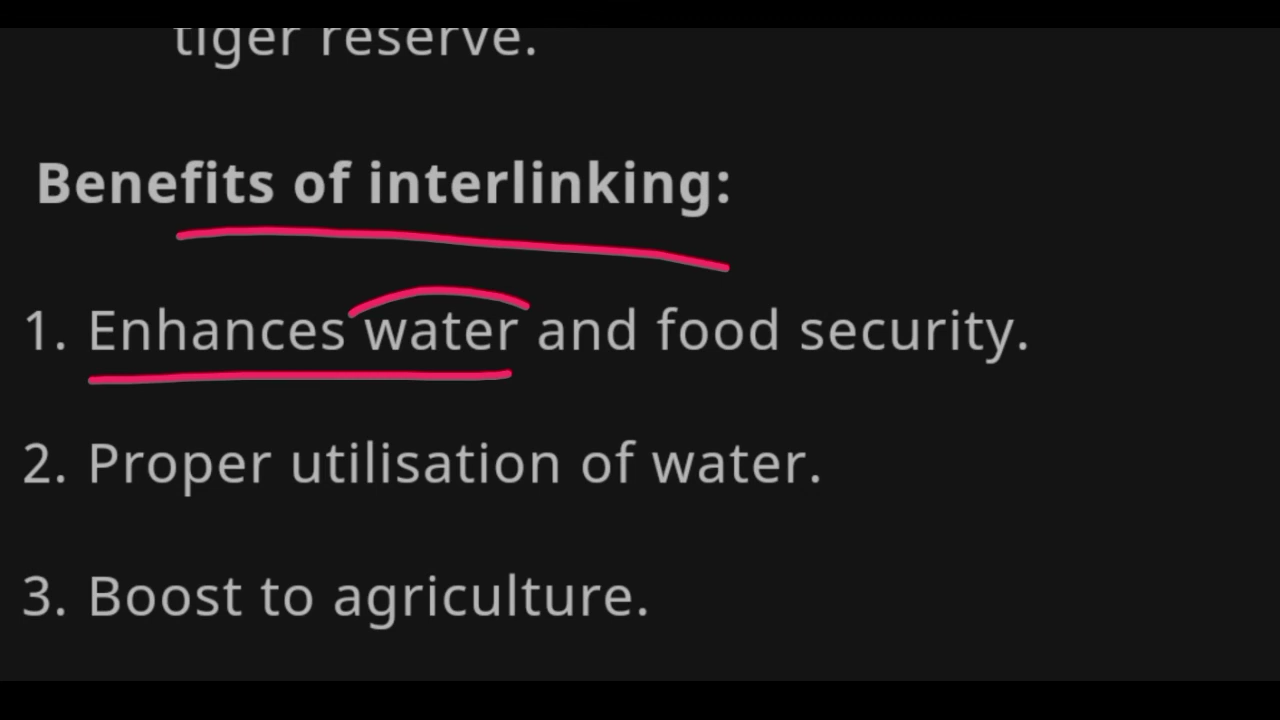 tiger reserve.
Benefits of interlinking:
1. Enhances water and food security.
2. Proper utilisation of water.
3. Boost to agriculture.